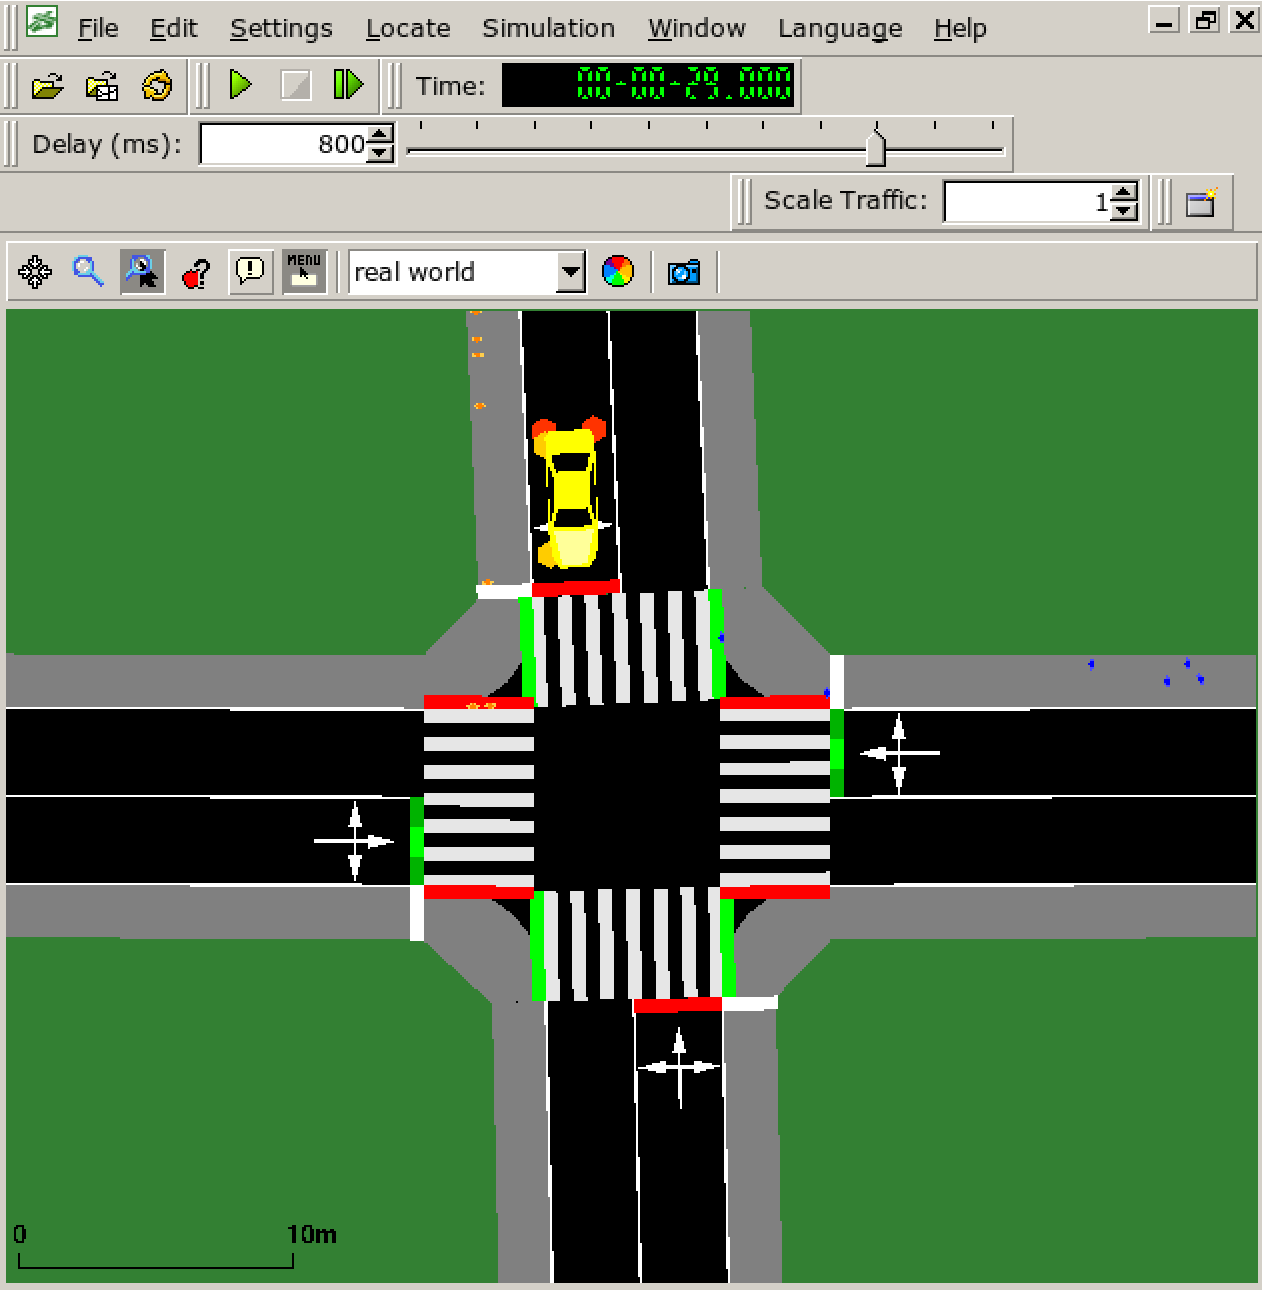 File Edit Settings Locate Simulation Window Language Help
Time: 00-00-29.000
Delay (ms): 800
Scale Traffic: 1
MENU
real world
0 10m